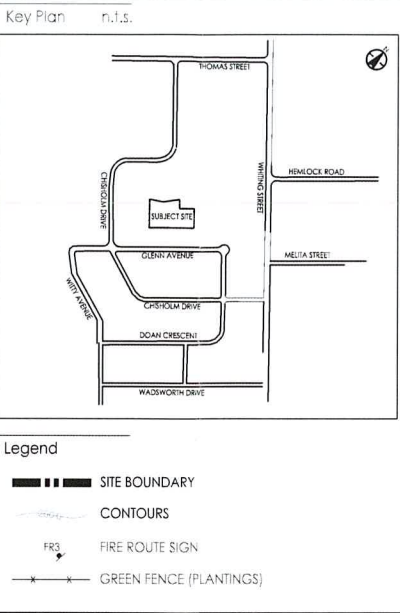 Key Plan n.t.s.
N
THOMAS STREET
HEMLOCK ROAD
WHITING STREET
CHISHOLM DRIVE
SUBJECT SITE
GLENN AVENUE
MELITA STREET
WITTY AVENUE
CHISHOLM DRIVE
DOAN CRESCENT
WADSWORTH DRIVE
Legend
SITE BOUNDARY
CONTOURS
FR3 FIRE ROUTE SIGN
GREEN FENCE (PLANTINGS)